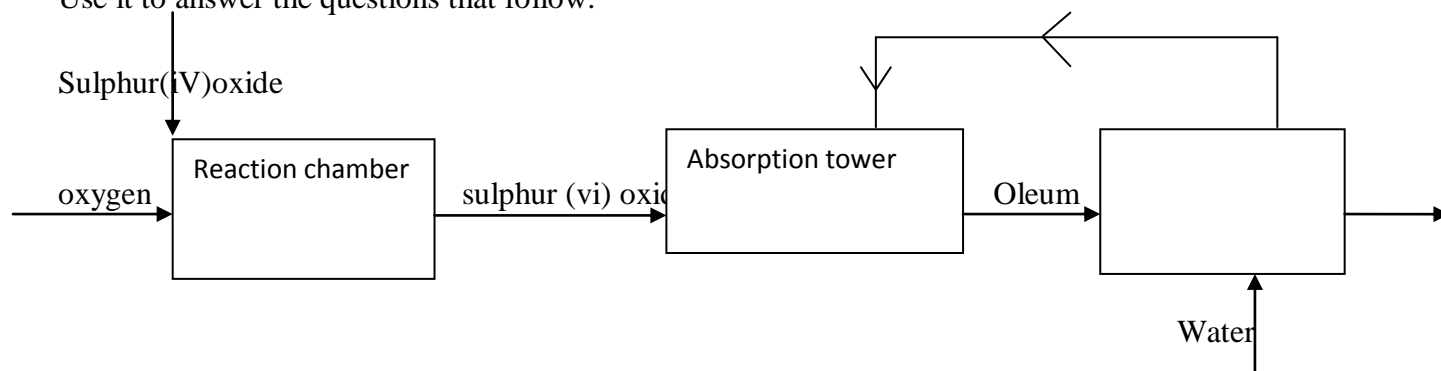 Use it to answer the questions that follow.
Sulphur(iV)oxide
Reaction chamber
Absorption tower
oxygen
sulphur (vi) oxid
Oleum
Water